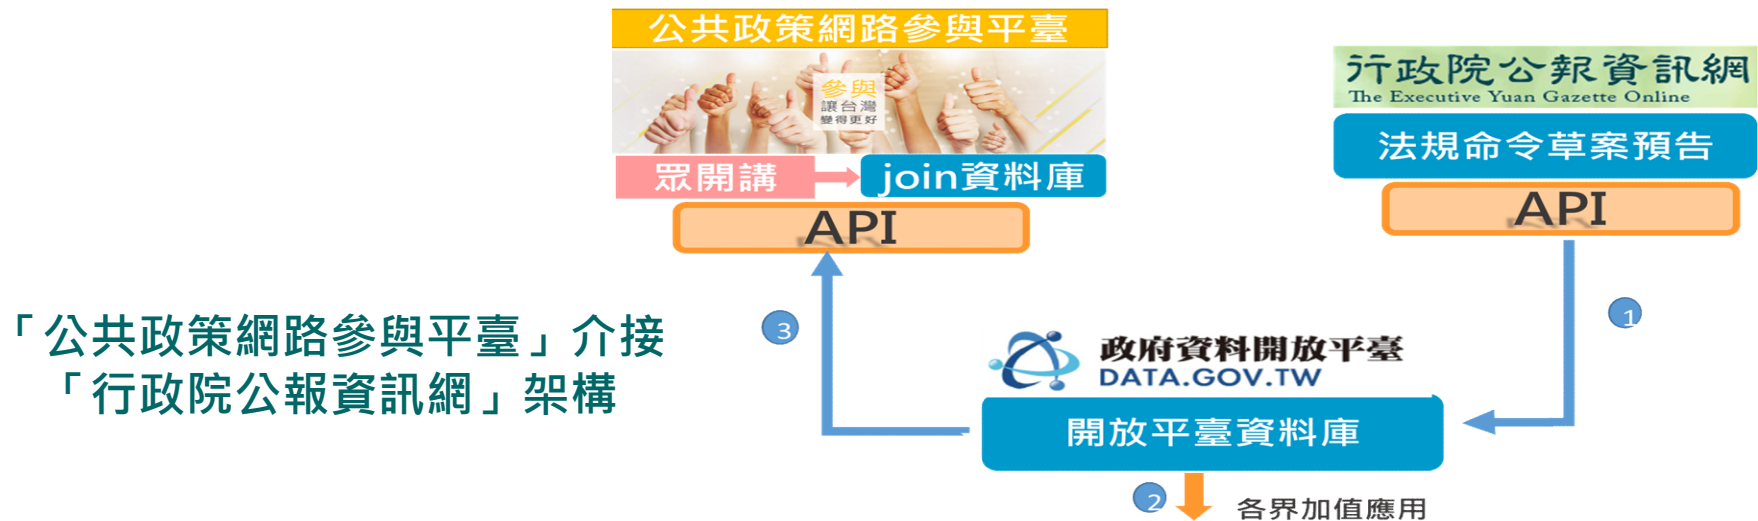 公共政策網路參與平臺
參與
讓台灣
變得更好
眾開講
join資料庫
API
行政院公報資訊網
The Executive Yuan Gazette Online
法規命令草案預告
API
1
3
「公共政策網路參與平臺」介接
「行政院公報資訊網」架構
政府資料開放平臺
DATA.GOV.TW
開放平臺資料庫
2
各界加值應用